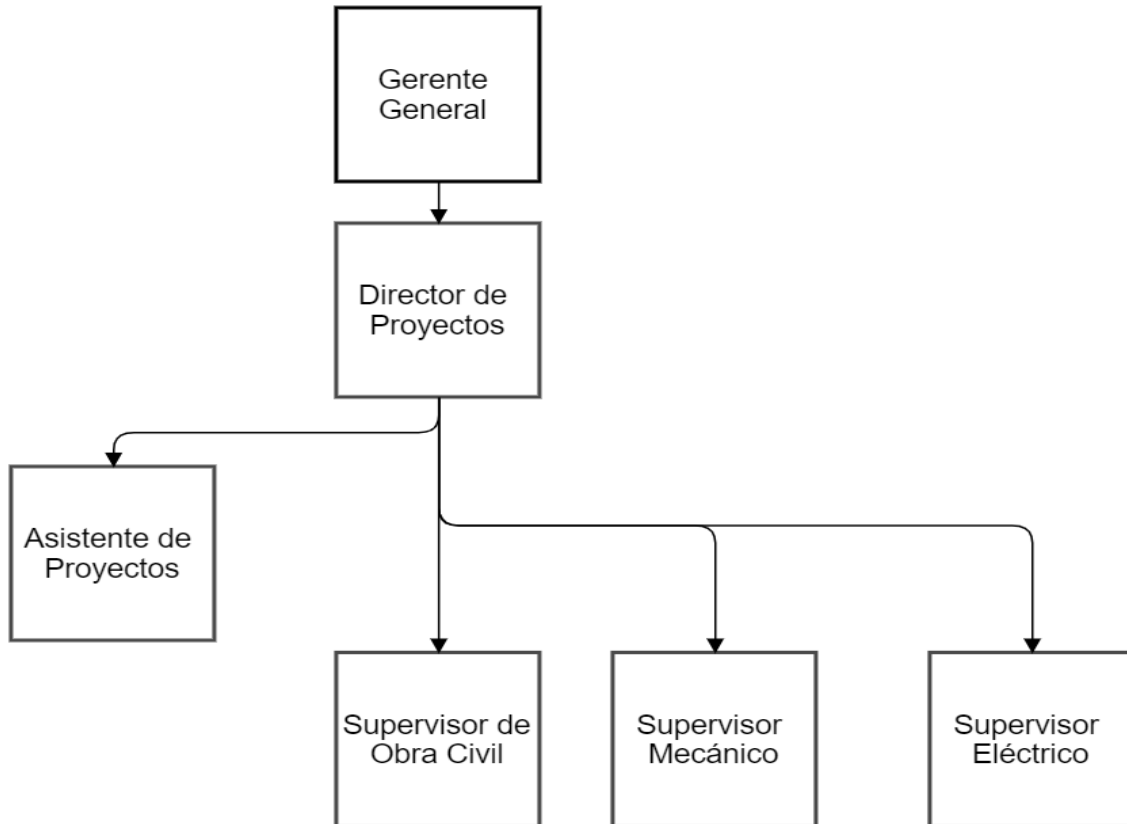 Gerente
General
Director de
Proyectos
Asistente de
Proyectos
Supervisor de
Obra Civil
Supervisor
Mecánico
Supervisor
Eléctrico